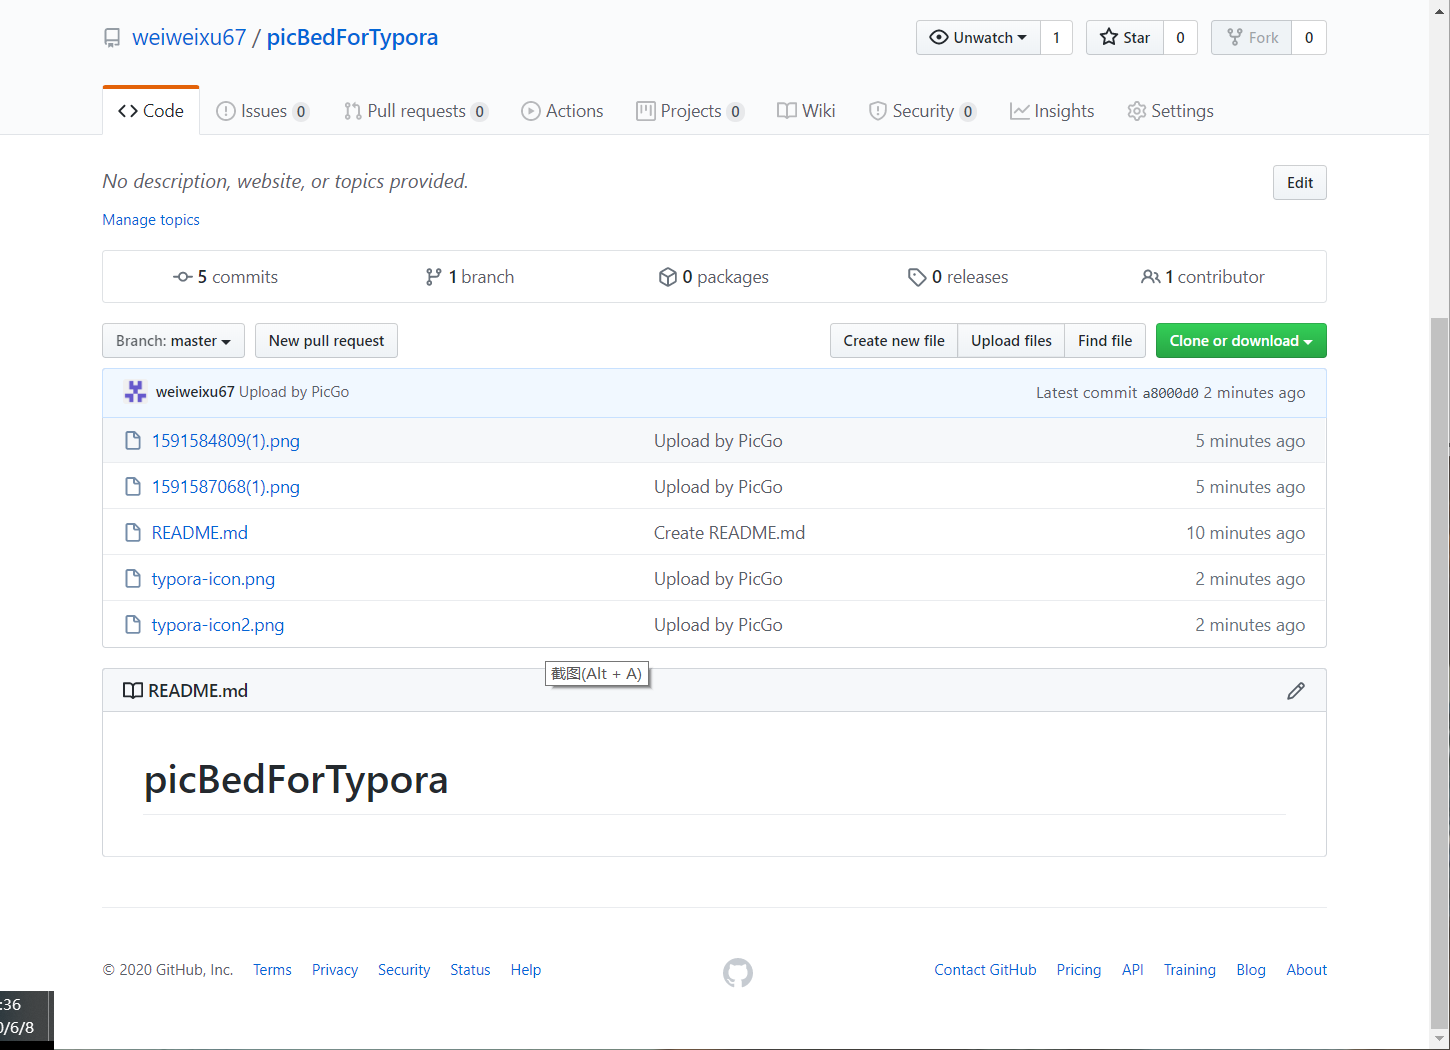 weiweixu67 / picBedForTypora
Unwatch 1 Star 0 Fork 0
Code Issues 0 Pull requests 0 Actions Projects 0 Wiki Security 0 Insights Settings
No description, website, or topics provided. Edit
Manage topics
5 commits 1 branch 0 packages 0 releases 1 contributor
Branch: master New pull request Create new file Upload files Find file Clone or download
weiweixu67 Upload by PicGo Latest commit a8000d0 2 minutes ago
1591584809(1).png Upload by PicGo 5 minutes ago
1591587068(1).png Upload by PicGo 5 minutes ago
README.md Create README.md 10 minutes ago
typora-icon.png Upload by PicGo 2 minutes ago
typora-icon2.png Upload by PicGo 2 minutes ago
截图(Alt + A)
README.md
picBedForTypora
© 2020 GitHub, Inc. Terms Privacy Security Status Help Contact GitHub Pricing API Training Blog About
:36
0/6/8